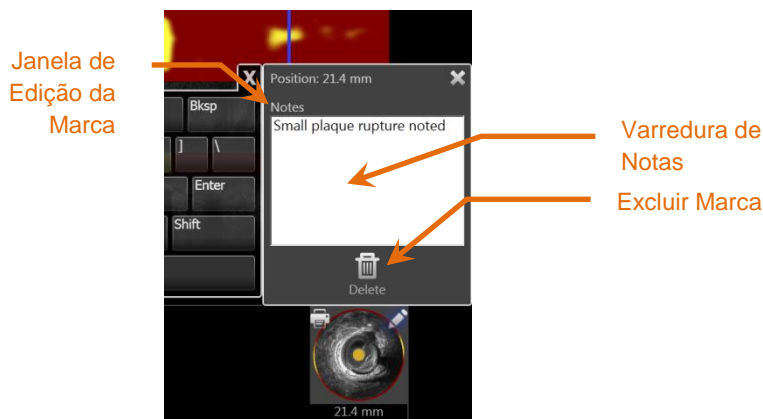 Janela de
Edição da
Marca
X
Position: 21.4 mm
Notes
Small plaque rupture noted
Bksp
] \
Enter
Shift
Delete
21.4 mm
Varredura de
Notas
Excluir Marca